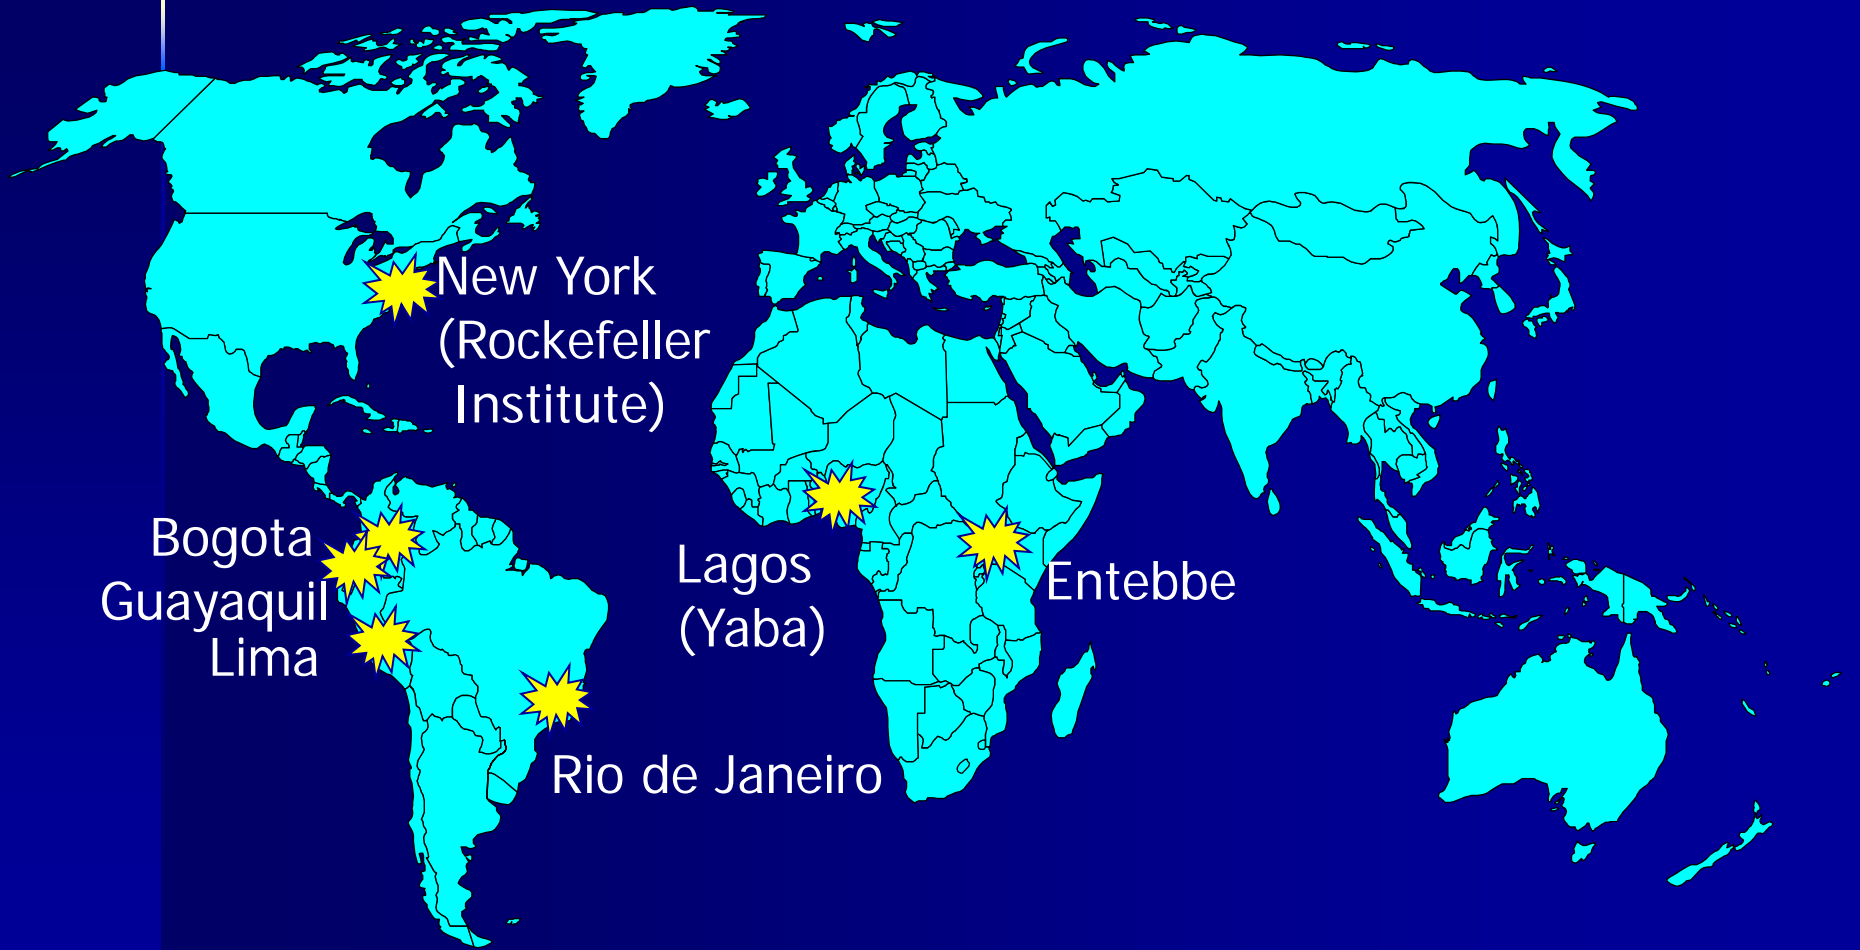 New York
(Rockefeller
Institute)
Bogota
Guayaquil
Lima
Lagos
(Yaba)
Entebbe
Rio de Janeiro